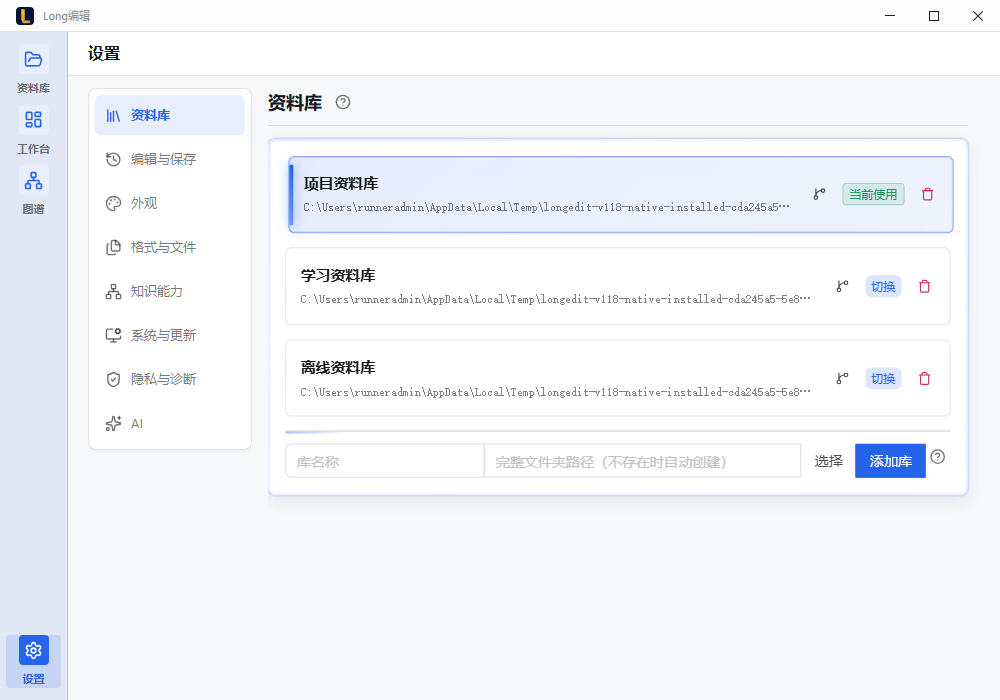 Long编辑
资料库
工作台
图谱
设置
设置
资料库
编辑与保存
外观
格式与文件
知识能力
系统与更新
隐私与诊断
AI
资料库
项目资料库
C:\Users\runneradmin\AppData\Local\Temp\longedit-v118-native-installed-cda245a5…
当前使用
学习资料库
C:\Users\runneradmin\AppData\Local\Temp\longedit-v118-native-installed-cda245a5-5e8…
切换
离线资料库
C:\Users\runneradmin\AppData\Local\Temp\longedit-v118-native-installed-cda245a5-5e8…
切换
库名称
完整文件夹路径（不存在时自动创建）
选择
添加库